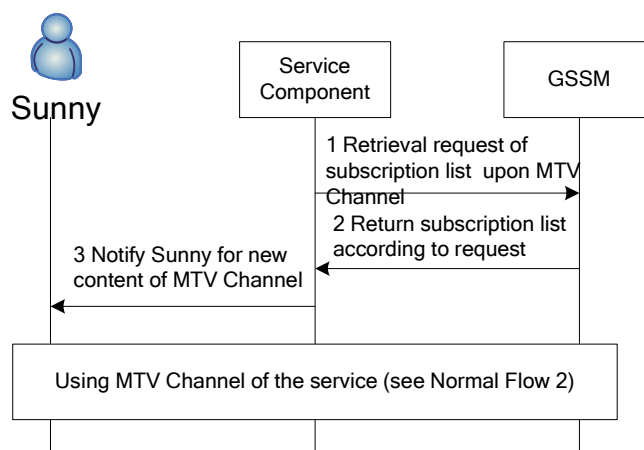 Sunny
Service
Component
GSSM
1 Retrieval request of
subscription list  upon MTV
Channel
2 Return subscription list
according to request
3 Notify Sunny for new
content of MTV Channel
Using MTV Channel of the service (see Normal Flow 2)